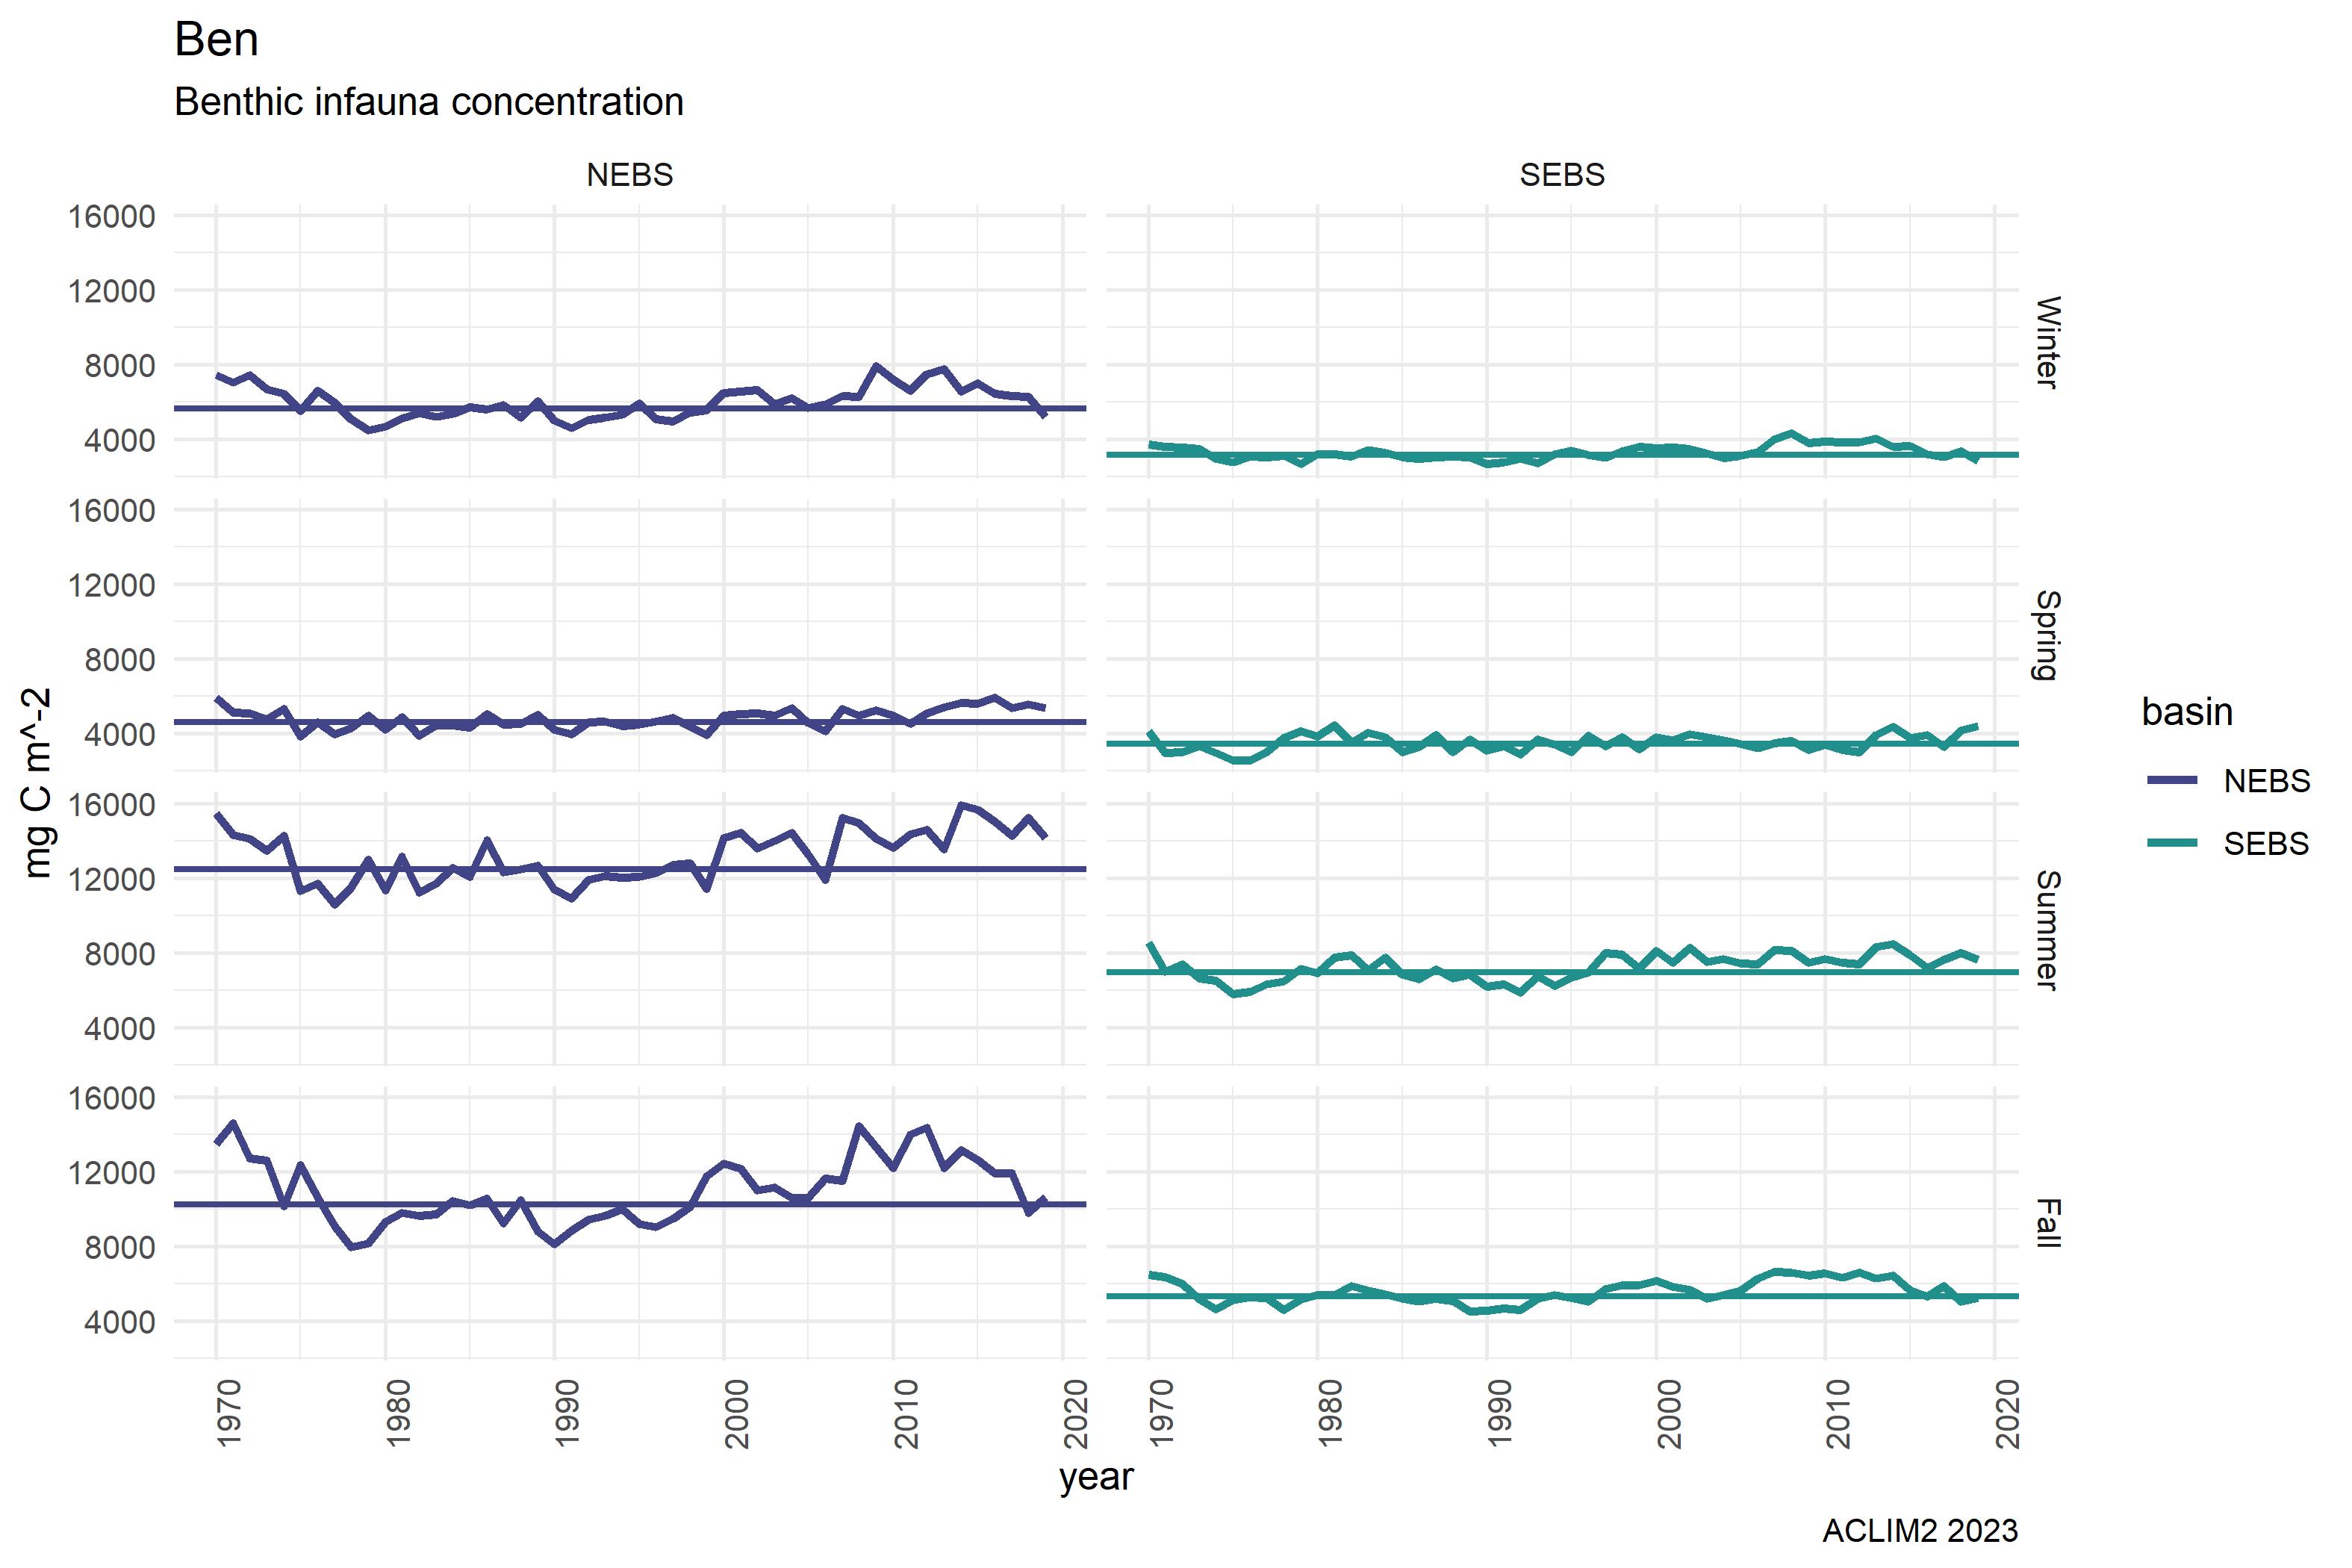 Ben
Benthic infauna concentration
NEBS
SEBS
16000
12000
8000
4000
Winter
16000
12000
8000
4000
Spring
16000
12000
8000
4000
Summer
16000
12000
8000
4000
Fall
mg C m^-2
1970
1980
1990
2000
2010
2020
1970
1980
1990
2000
2010
2020
year
basin
NEBS
SEBS
ACLIM2 2023